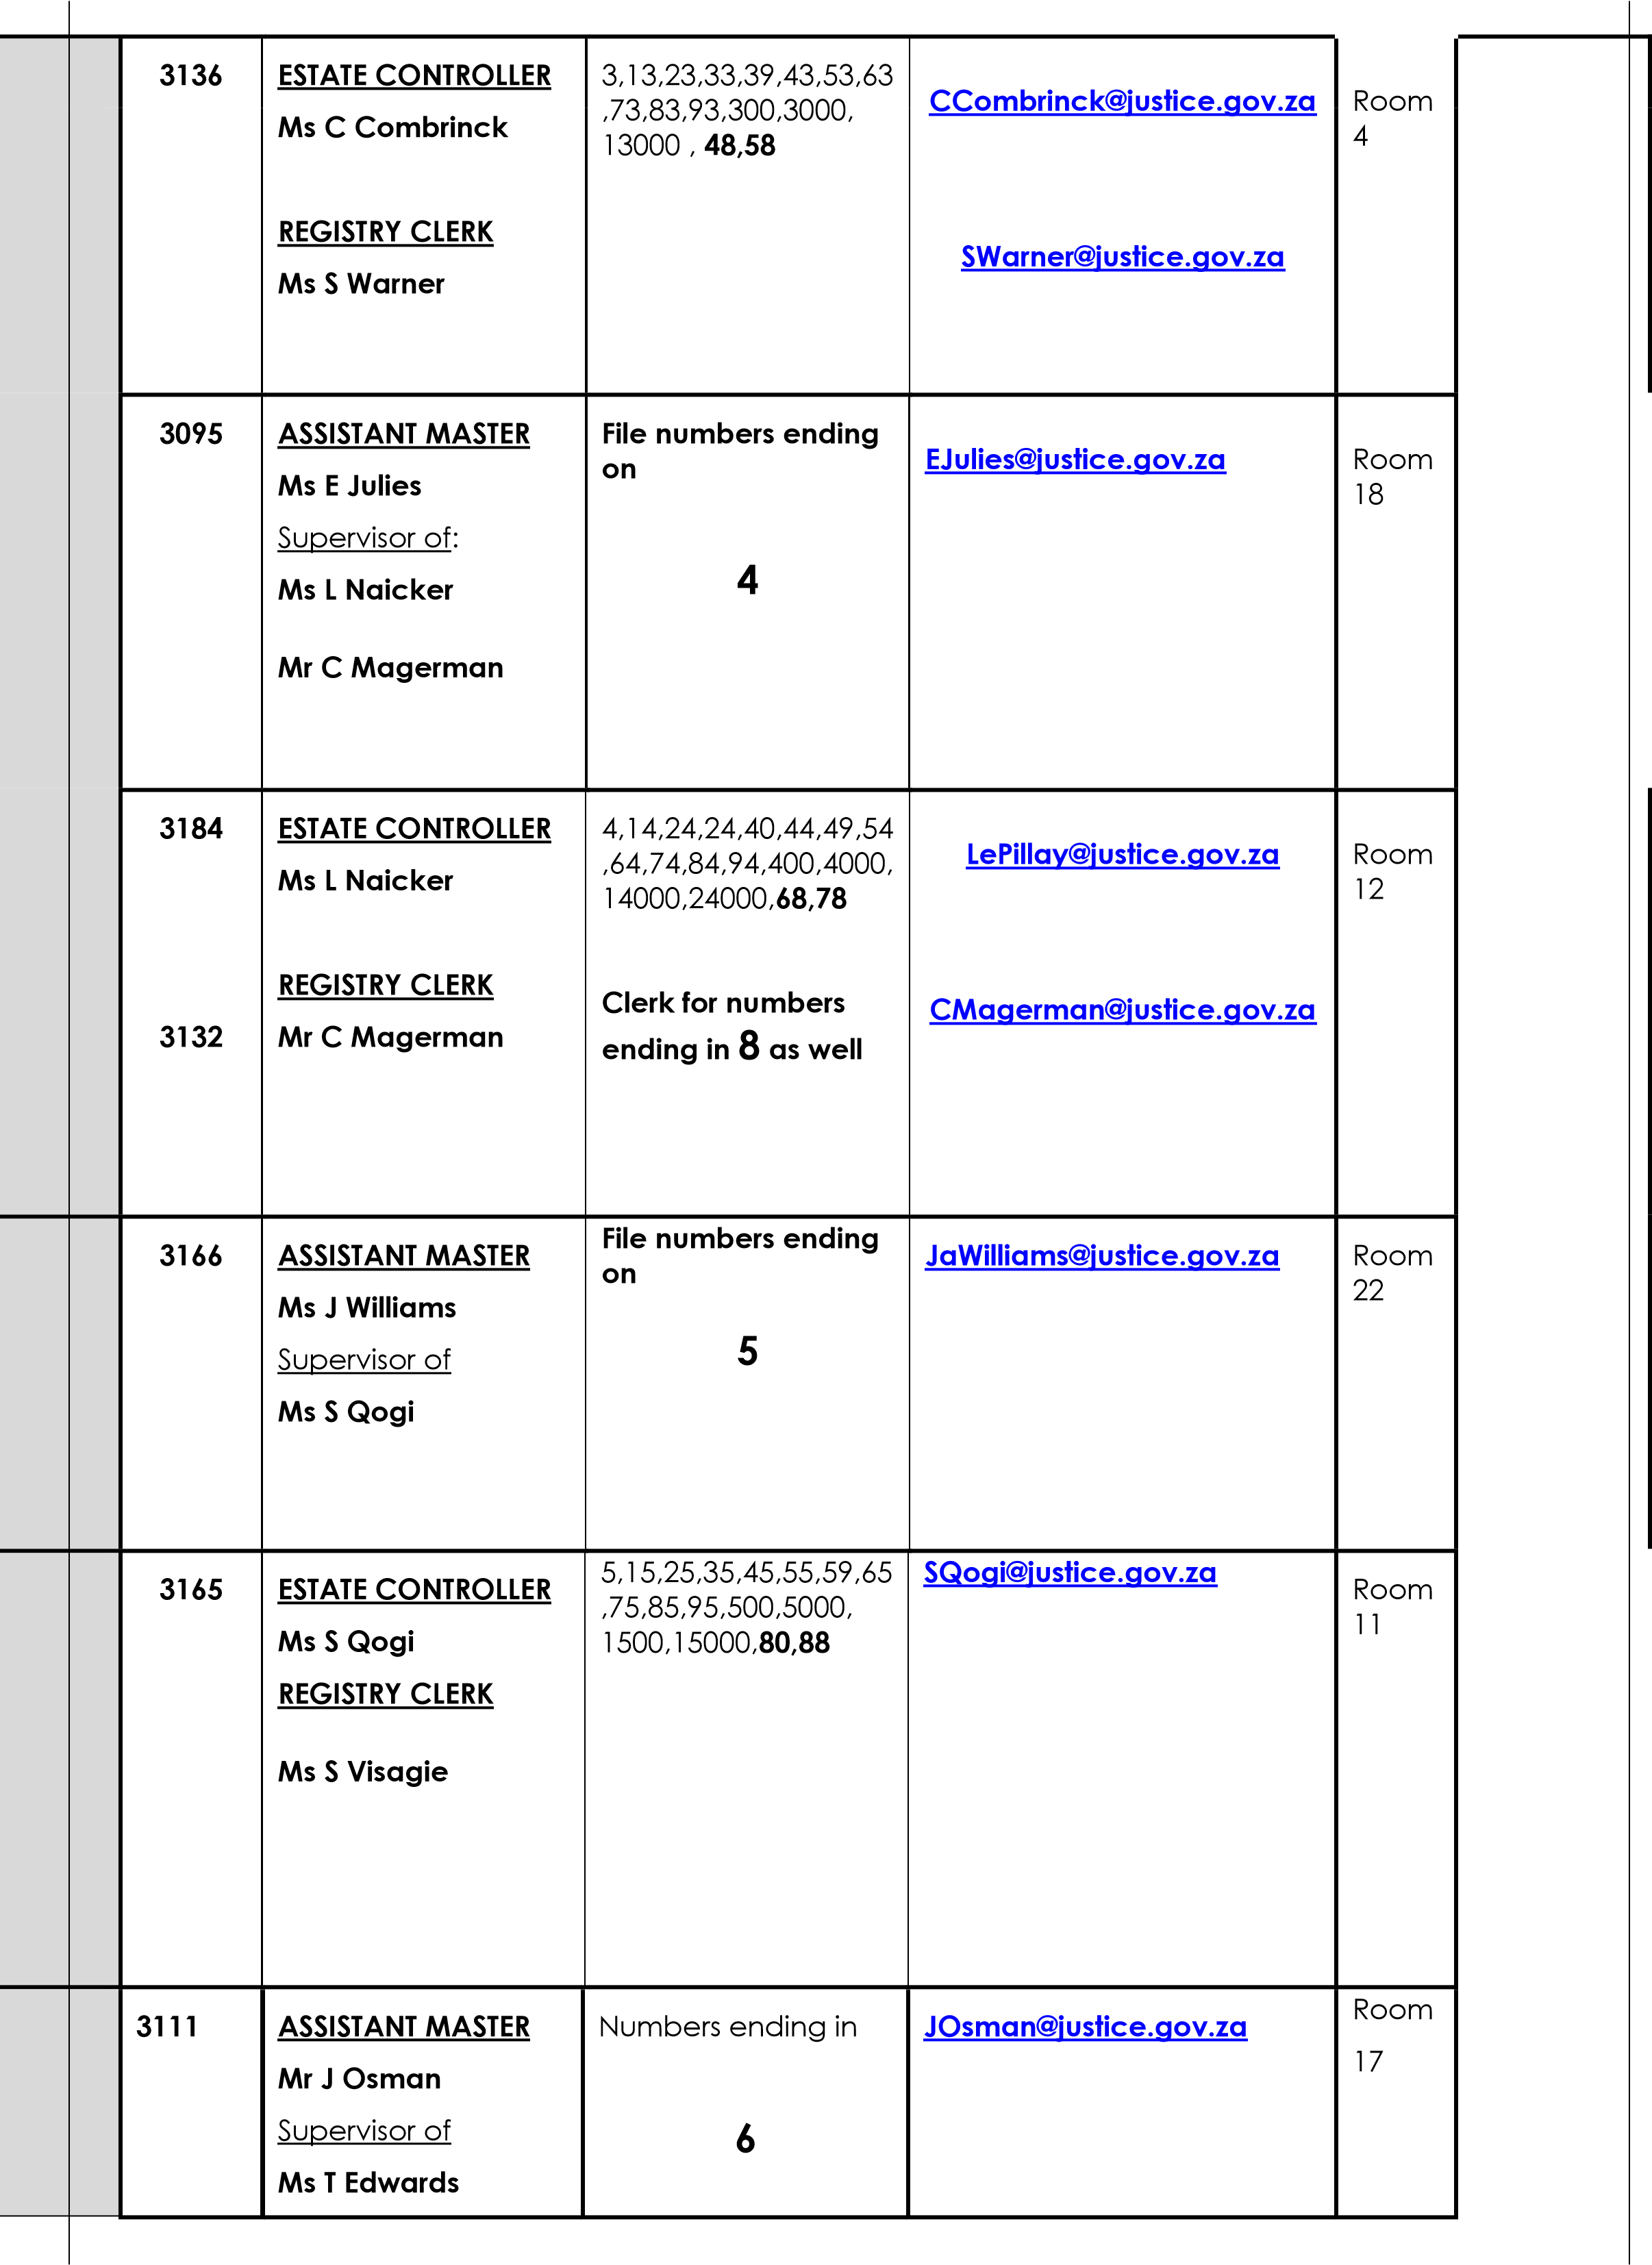 3136
ESTATE CONTROLLER
Ms C Combrinck
REGISTRY CLERK
Ms S Warner
3,13,23,33,39,43,53,63
,73,83,93,300,3000,
13000 , 48,58
CCombrinck@justice.gov.za
SWarner@justice.gov.za
Room
4
3095
ASSISTANT MASTER
Ms E Julies
Supervisor of:
Ms L Naicker
Mr C Magerman
File numbers ending
on
4
EJulies@justice.gov.za
Room
18
3184
3132
ESTATE CONTROLLER
Ms L Naicker
REGISTRY CLERK
Mr C Magerman
4,14,24,24,40,44,49,54
,64,74,84,94,400,4000,
14000,24000,68,78
Clerk for numbers
ending in 8 as well
LePillay@justice.gov.za
CMagerman@justice.gov.za
Room
12
3166
ASSISTANT MASTER
Ms J Williams
Supervisor of
Ms S Qogi
File numbers ending
on
5
JaWilliams@justice.gov.za
Room
22
3165
ESTATE CONTROLLER
Ms S Qogi
REGISTRY CLERK
Ms S Visagie
5,15,25,35,45,55,59,65
,75,85,95,500,5000,
1500,15000,80,88
SQogi@justice.gov.za
Room
11
3111
ASSISTANT MASTER
Mr J Osman
Supervisor of
Ms T Edwards
Numbers ending in
6
JOsman@justice.gov.za
Room
17